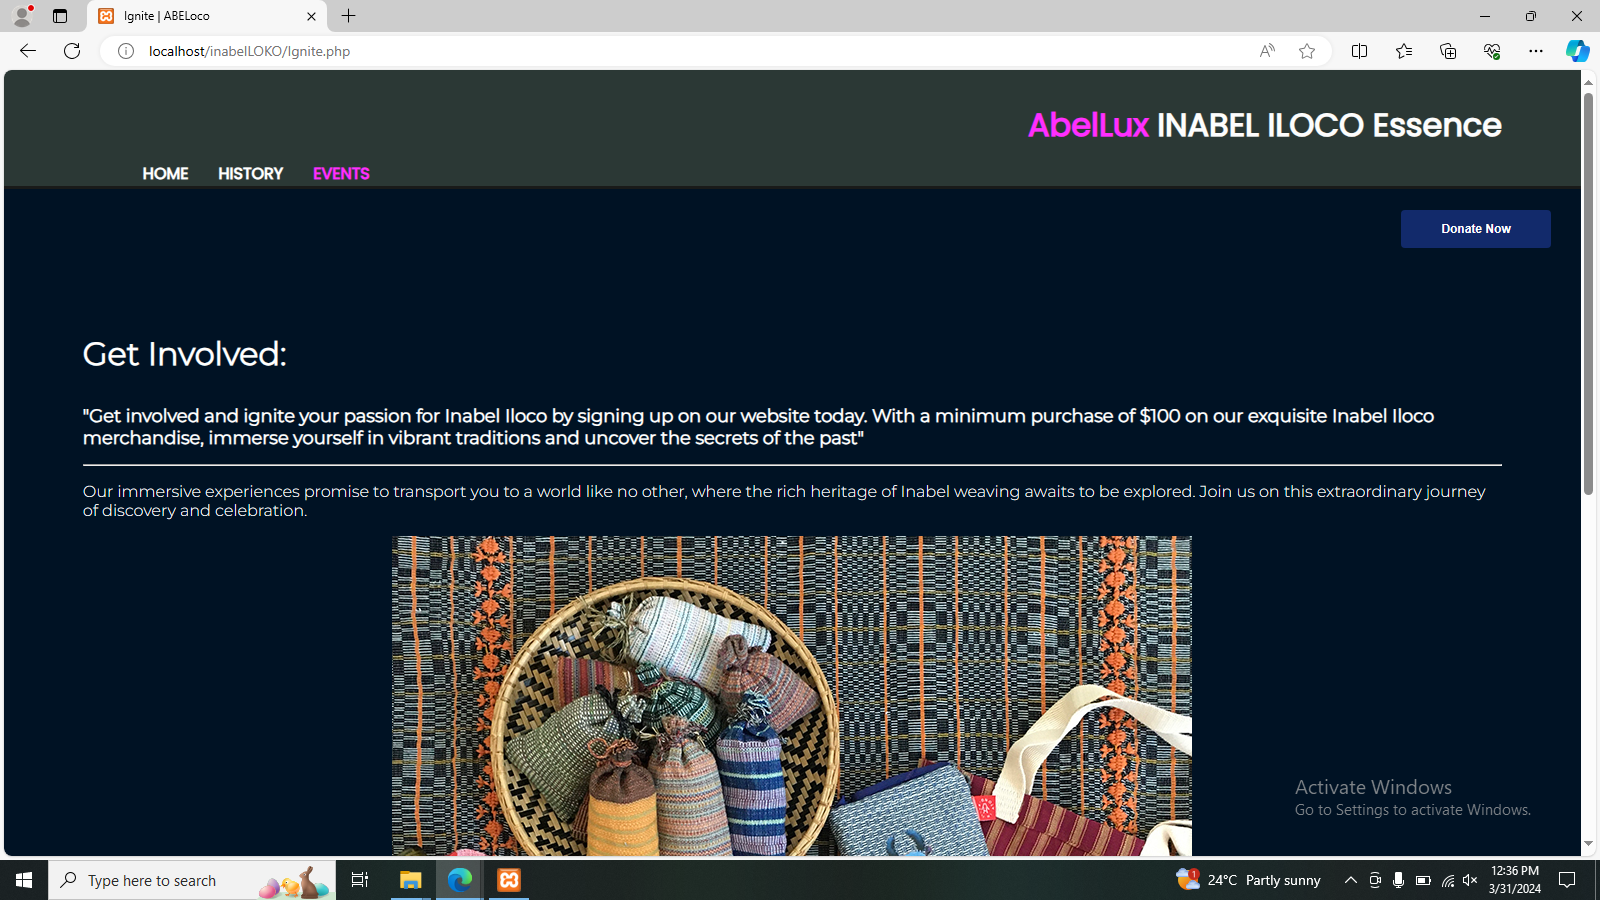 Ignite | ABELoco
localhost/inabelLOKO/Ignite.php
AbelLux INABEL ILOCO Essence
HOME HISTORY EVENTS
Donate Now
Get Involved:
"Get involved and ignite your passion for Inabel Iloco by signing up on our website today. With a minimum purchase of $100 on our exquisite Inabel Iloco
merchandise, immerse yourself in vibrant traditions and uncover the secrets of the past"
Our immersive experiences promise to transport you to a world like no other, where the rich heritage of Inabel weaving awaits to be explored. Join us on this extraordinary journey
of discovery and celebration.
Activate Windows
Go to Settings to activate Windows.
Type here to search
1
24°C Partly sunny
12:36 PM
3/31/2024